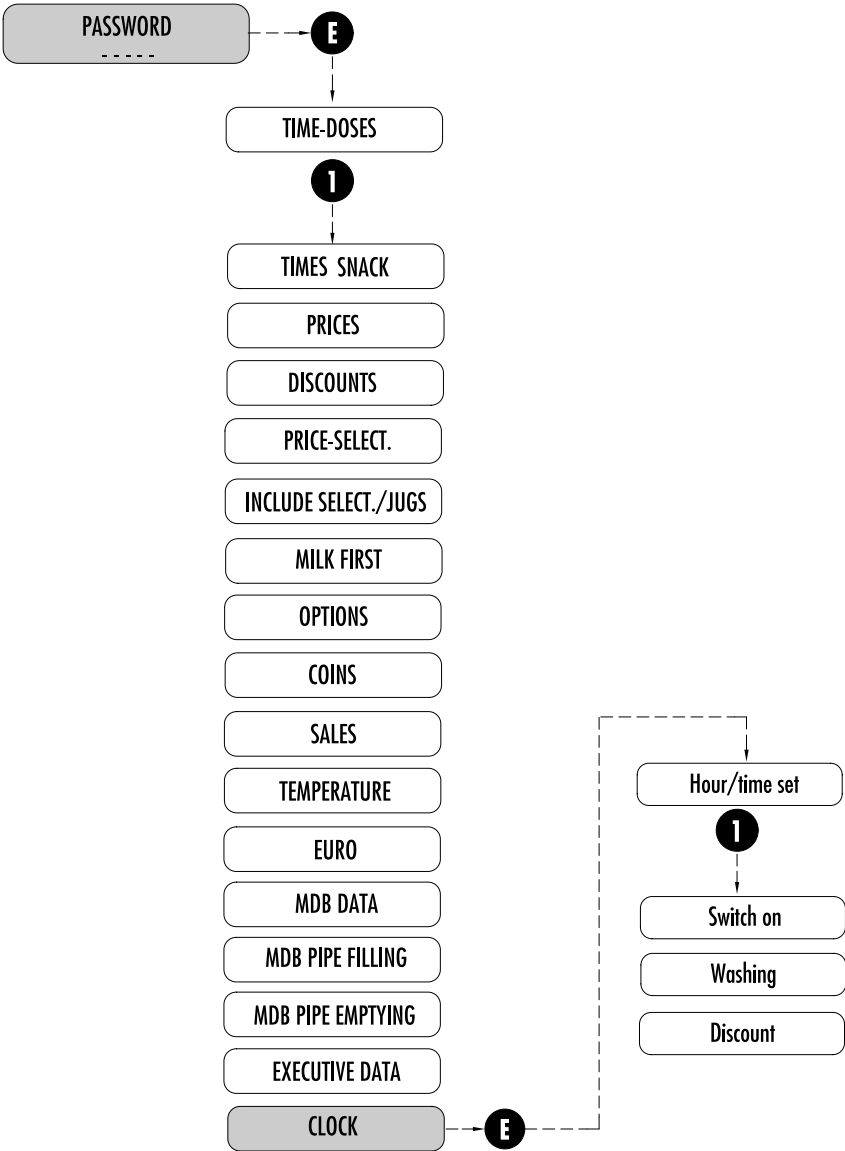 PASSWORD
- - - - -
E
TIME-DOSES
1
TIMES SNACK
PRICES
DISCOUNTS
PRICE-SELECT.
INCLUDE SELECT./JUGS
MILK FIRST
OPTIONS
COINS
SALES
TEMPERATURE
EURO
MDB DATA
MDB PIPE FILLING
MDB PIPE EMPTYING
EXECUTIVE DATA
CLOCK
E
Hour/time set
1
Switch on
Washing
Discount